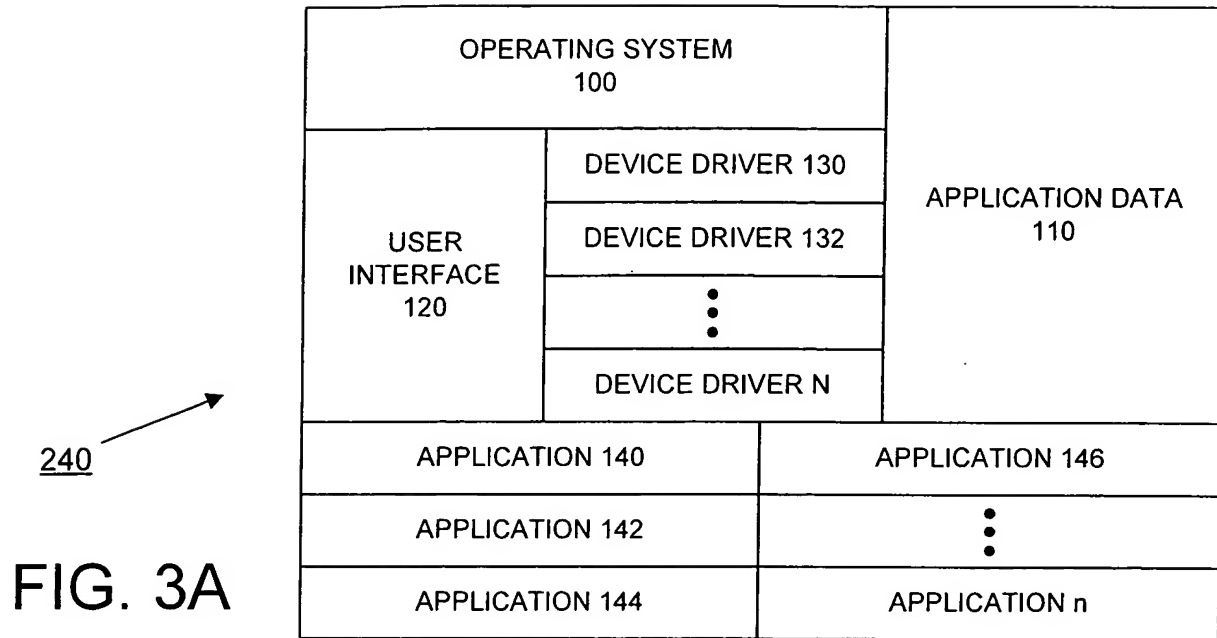 OPERATING SYSTEM
100
USER
INTERFACE
120
DEVICE DRIVER 130
DEVICE DRIVER 132
DEVICE DRIVER N
APPLICATION DATA
110
240
APPLICATION 140
APPLICATION 146
APPLICATION 142
APPLICATION 144
APPLICATION n
FIG. 3A